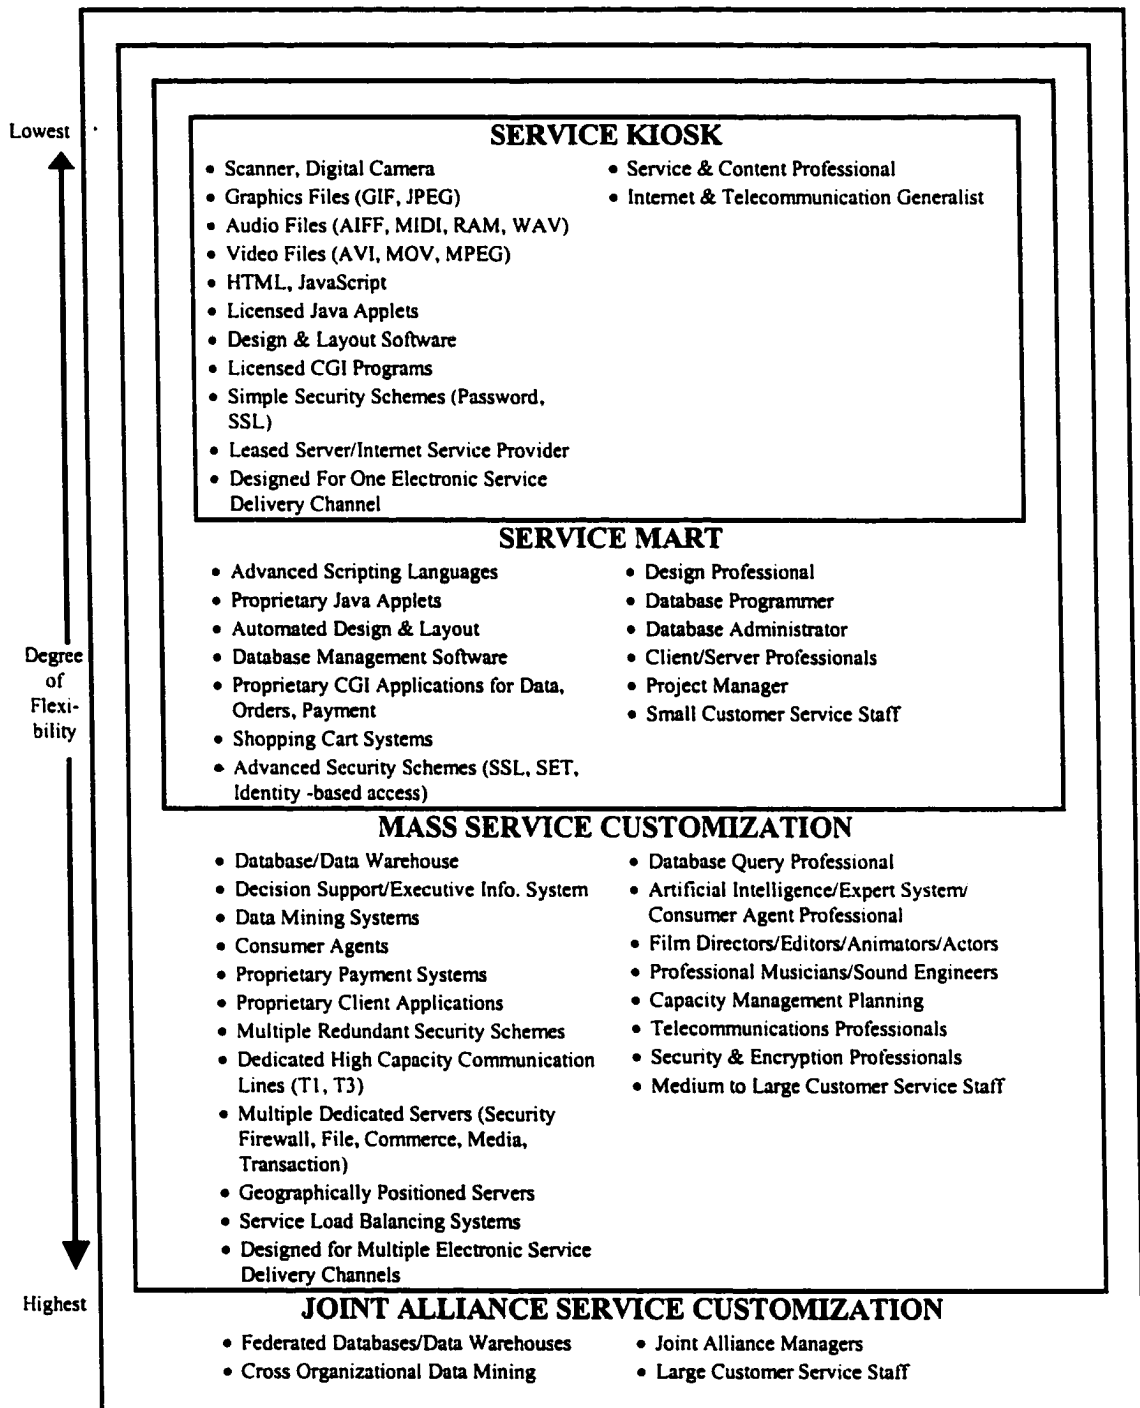 Lowest
SERVICE KIOSK
• Scanner, Digital Camera
• Graphics Files (GIF, JPEG)
• Audio Files (AIFF, MIDI, RAM, WAV)
• Video Files (AVI, MOV, MPEG)
• HTML, JavaScript
• Licensed Java Applets
• Design & Layout Software
• Licensed CGI Programs
• Simple Security Schemes (Password,
SSL)
• Leased Server/Internet Service Provider
• Designed For One Electronic Service
Delivery Channel
• Service & Content Professional
• Internet & Telecommunication Generalist
SERVICE MART
• Advanced Scripting Languages
• Proprietary Java Applets
• Automated Design & Layout
• Database Management Software
• Proprietary CGI Applications for Data,
Orders, Payment
• Shopping Cart Systems
• Advanced Security Schemes (SSL, SET,
Identity -based access)
• Design Professional
• Database Programmer
• Database Administrator
• Client/Server Professionals
• Project Manager
• Small Customer Service Staff
Degree
of
Flexi-
bility
MASS SERVICE CUSTOMIZATION
• Database/Data Warehouse
• Decision Support/Executive Info. System
• Data Mining Systems
• Consumer Agents
• Proprietary Payment Systems
• Proprietary Client Applications
• Multiple Redundant Security Schemes
• Dedicated High Capacity Communication
Lines (T1, T3)
• Multiple Dedicated Servers (Security
Firewall, File, Commerce, Media,
Transaction)
• Geographically Positioned Servers
• Service Load Balancing Systems
• Designed for Multiple Electronic Service
Delivery Channels
• Database Query Professional
• Artificial Intelligence/Expert System/
Consumer Agent Professional
• Film Directors/Editors/Animators/Actors
• Professional Musicians/Sound Engineers
• Capacity Management Planning
• Telecommunications Professionals
• Security & Encryption Professionals
• Medium to Large Customer Service Staff
Highest
JOINT ALLIANCE SERVICE CUSTOMIZATION
• Federated Databases/Data Warehouses
• Cross Organizational Data Mining
• Joint Alliance Managers
• Large Customer Service Staff